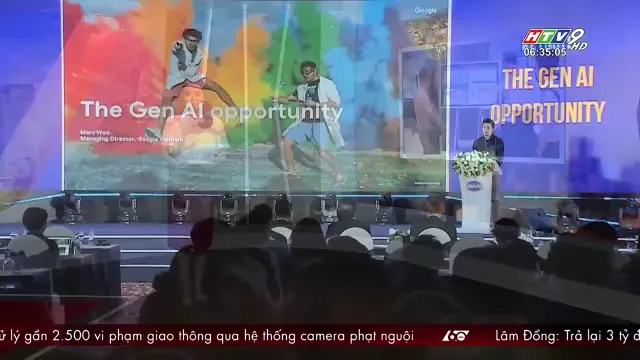 Google
HTV9
HD
06:35:05
The Gen AI opportunity
Marc Woo
Managing Director, Google Vietnam
THE GEN AI
OPPORTUNITY
ử lý gần 2.500 vi phạm giao thông qua hệ thống camera phạt nguội
60
Lâm Đồng: Trả lại 3 tỷ đ